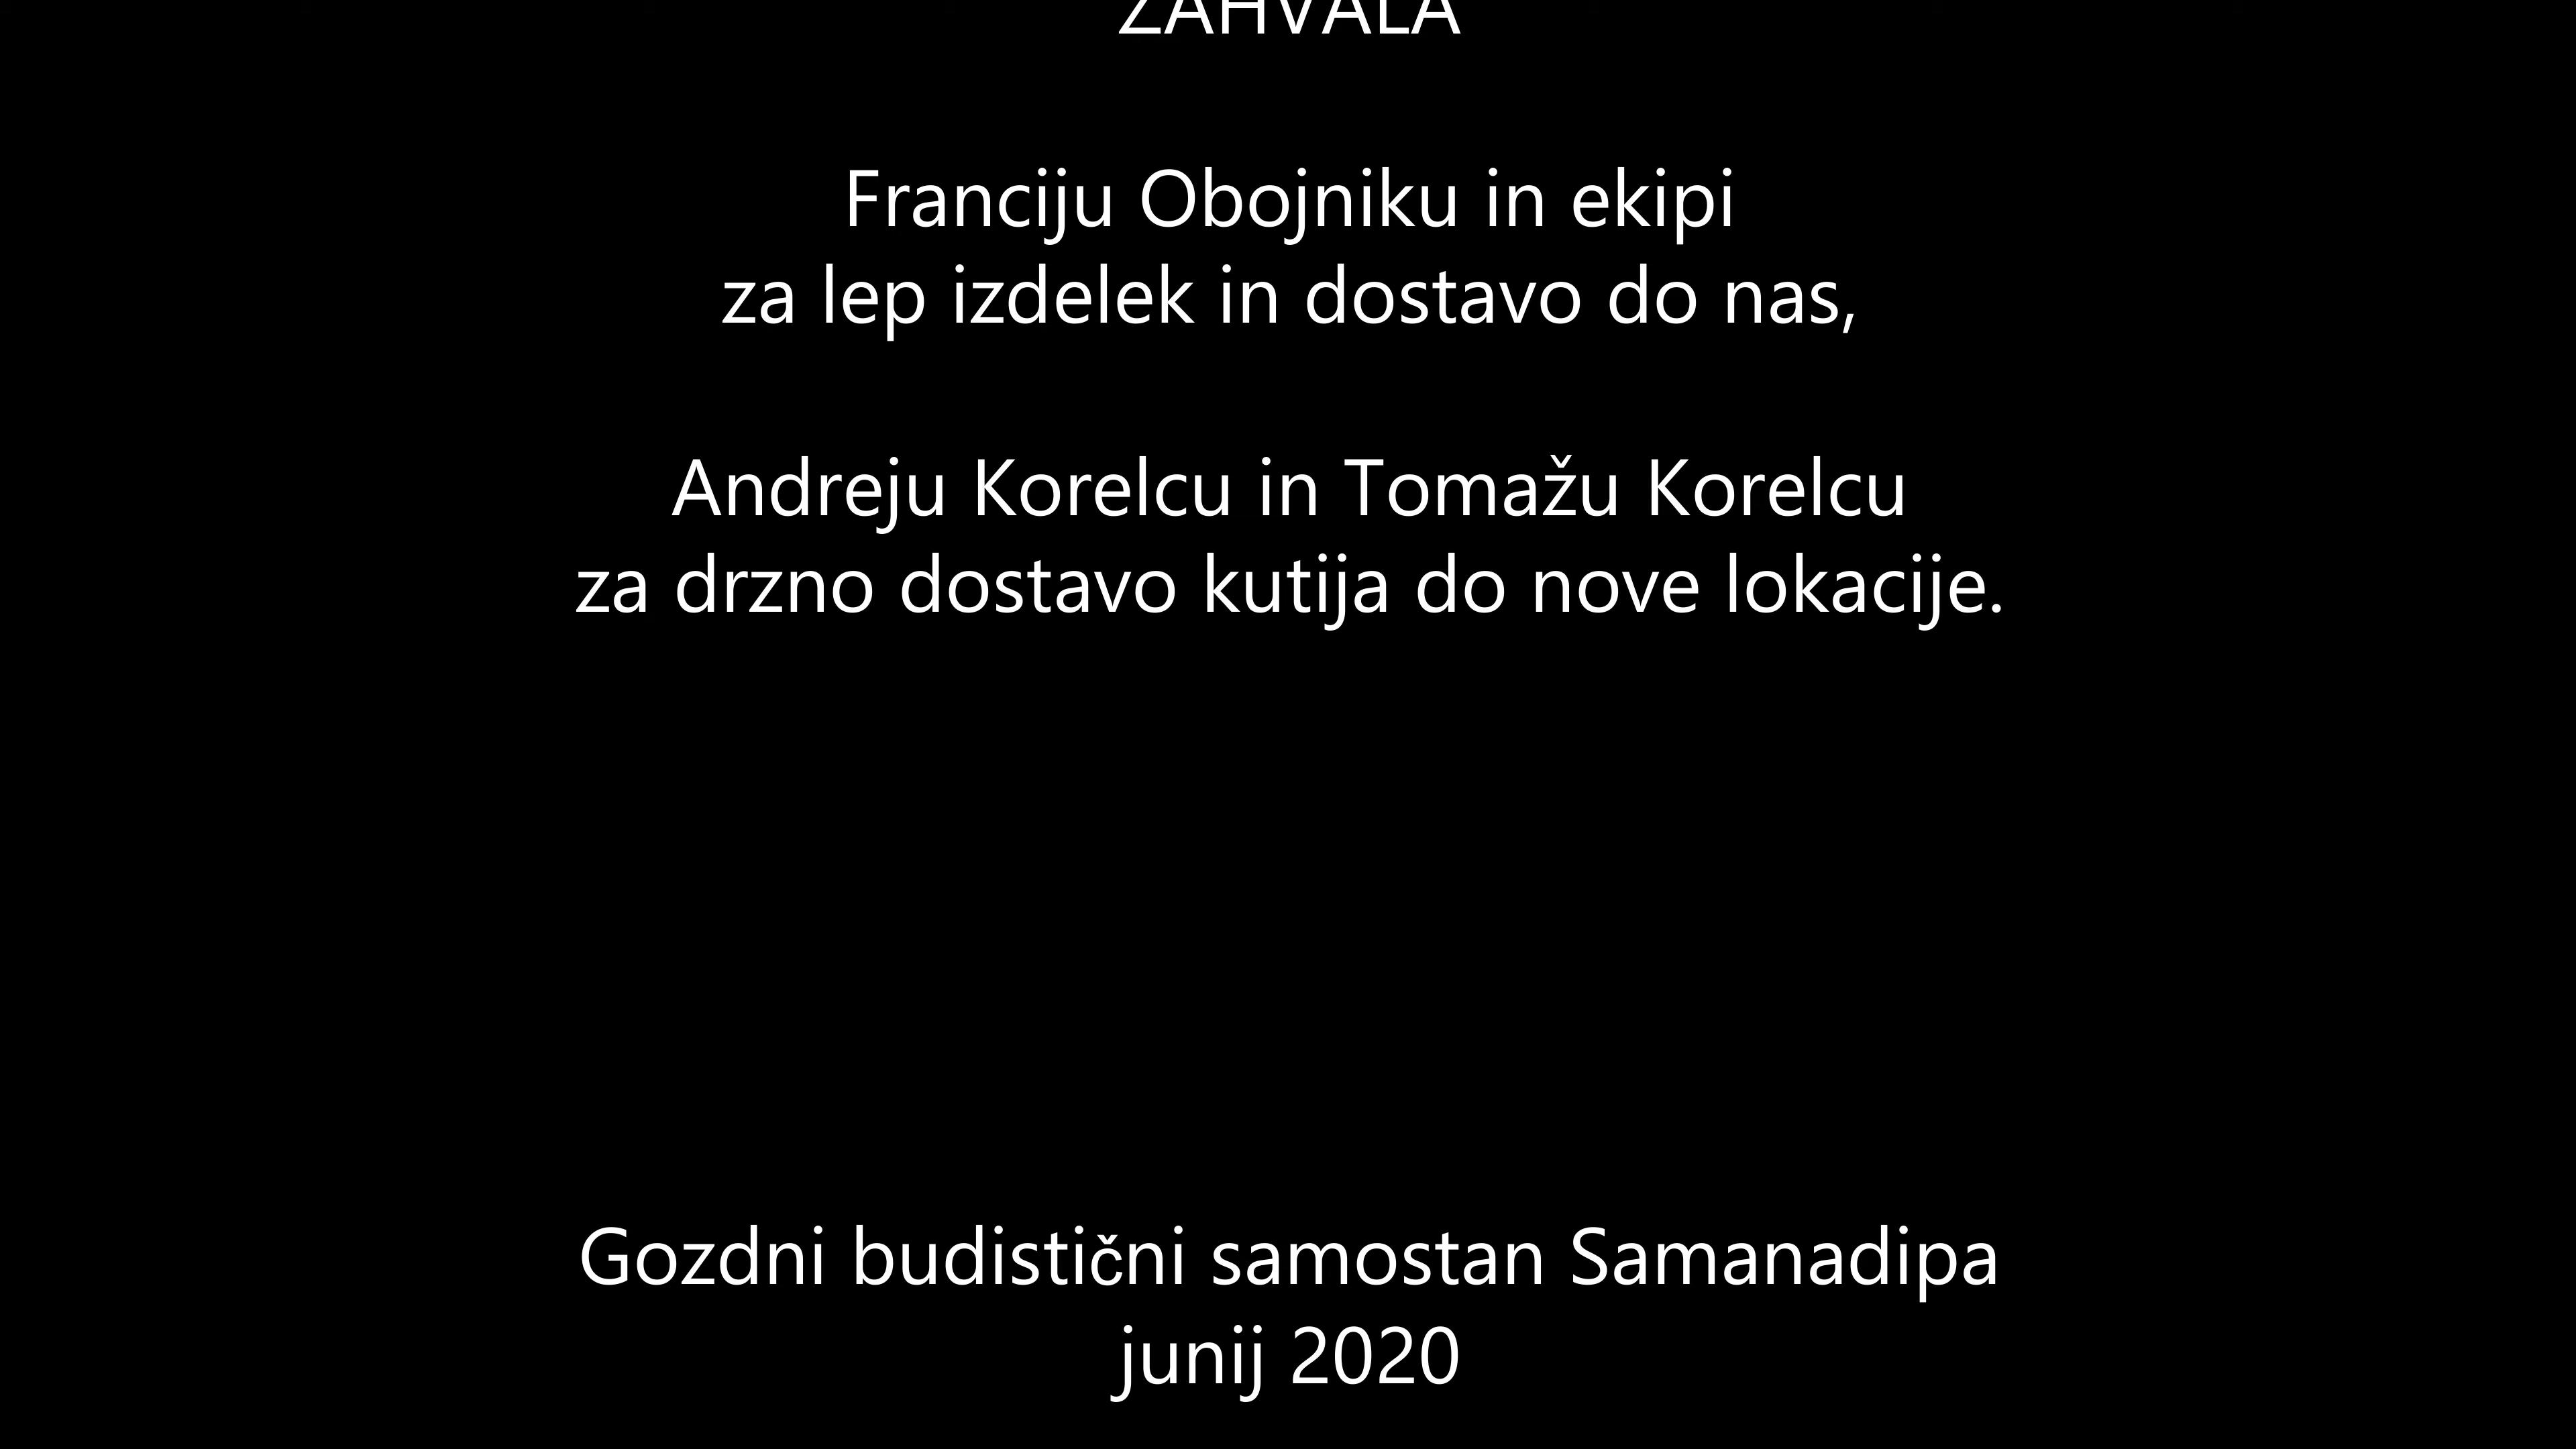 ZAHVALA
Franciju Obojniku in ekipi
za lep izdelek in dostavo do nas,
Andreju Korelcu in Tomažu Korelcu
za drzno dostavo kutija do nove lokacije.
Gozdni budistični samostan Samanadipa
junij 2020